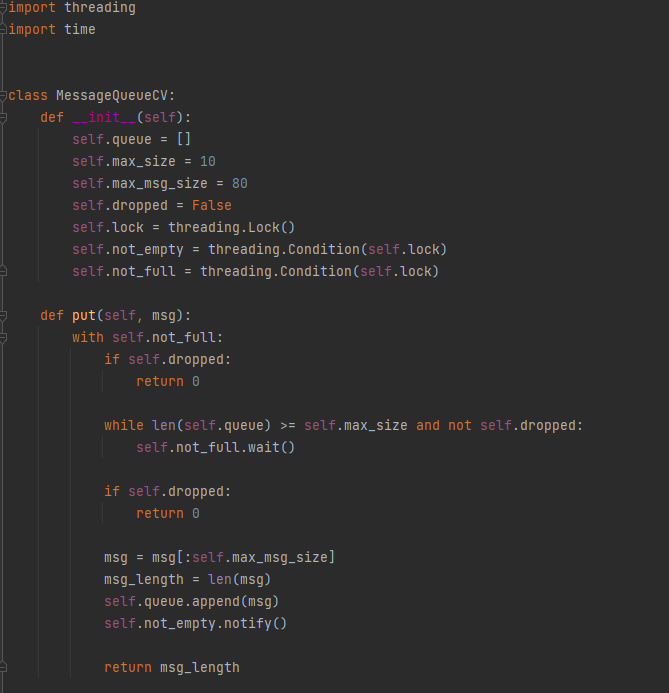 import threading
import time
class MessageQueueCV:
    def __init__(self):
        self.queue = []
        self.max_size = 10
        self.max_msg_size = 80
        self.dropped = False
        self.lock = threading.Lock()
        self.not_empty = threading.Condition(self.lock)
        self.not_full = threading.Condition(self.lock)
    def put(self, msg):
        with self.not_full:
            if self.dropped:
                return 0
            while len(self.queue) >= self.max_size and not self.dropped:
                self.not_full.wait()
            if self.dropped:
                return 0
            msg = msg[:self.max_msg_size]
            msg_length = len(msg)
            self.queue.append(msg)
            self.not_empty.notify()
            return msg_length